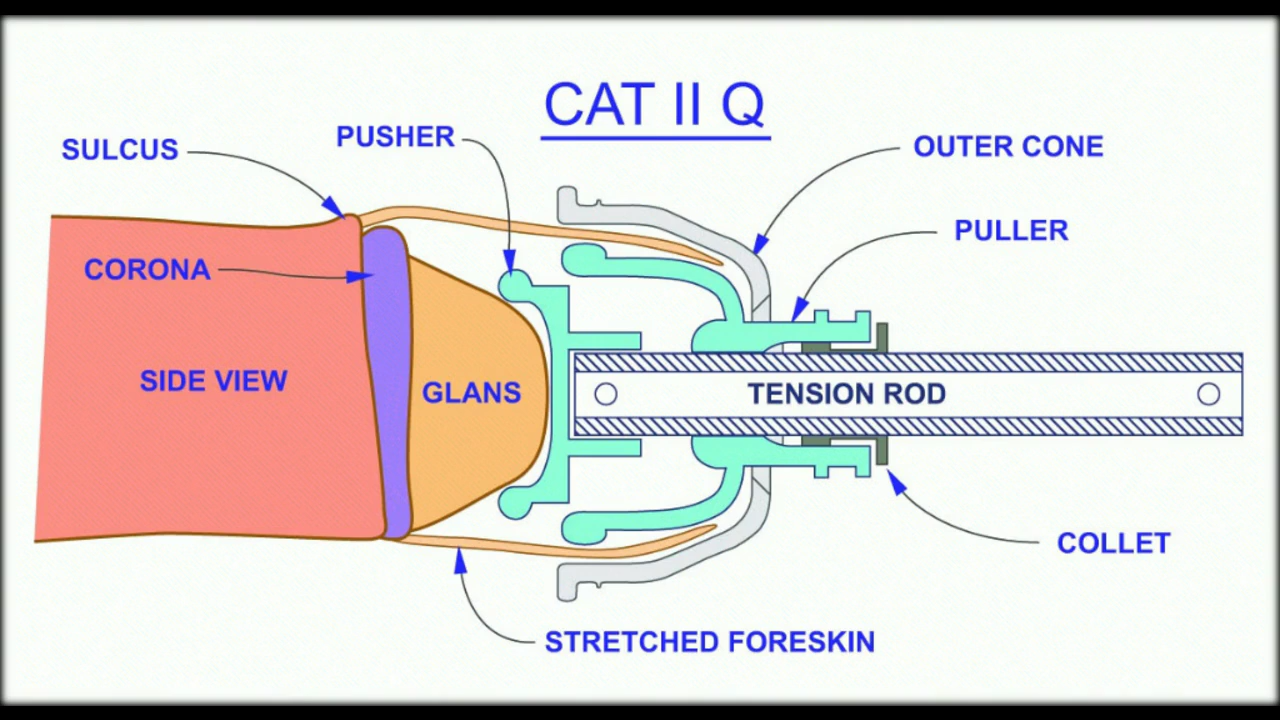 CAT II Q
SULCUS
PUSHER
OUTER CONE
PULLER
CORONA
SIDE VIEW
GLANS
TENSION ROD
COLLET
STRETCHED FORESKIN